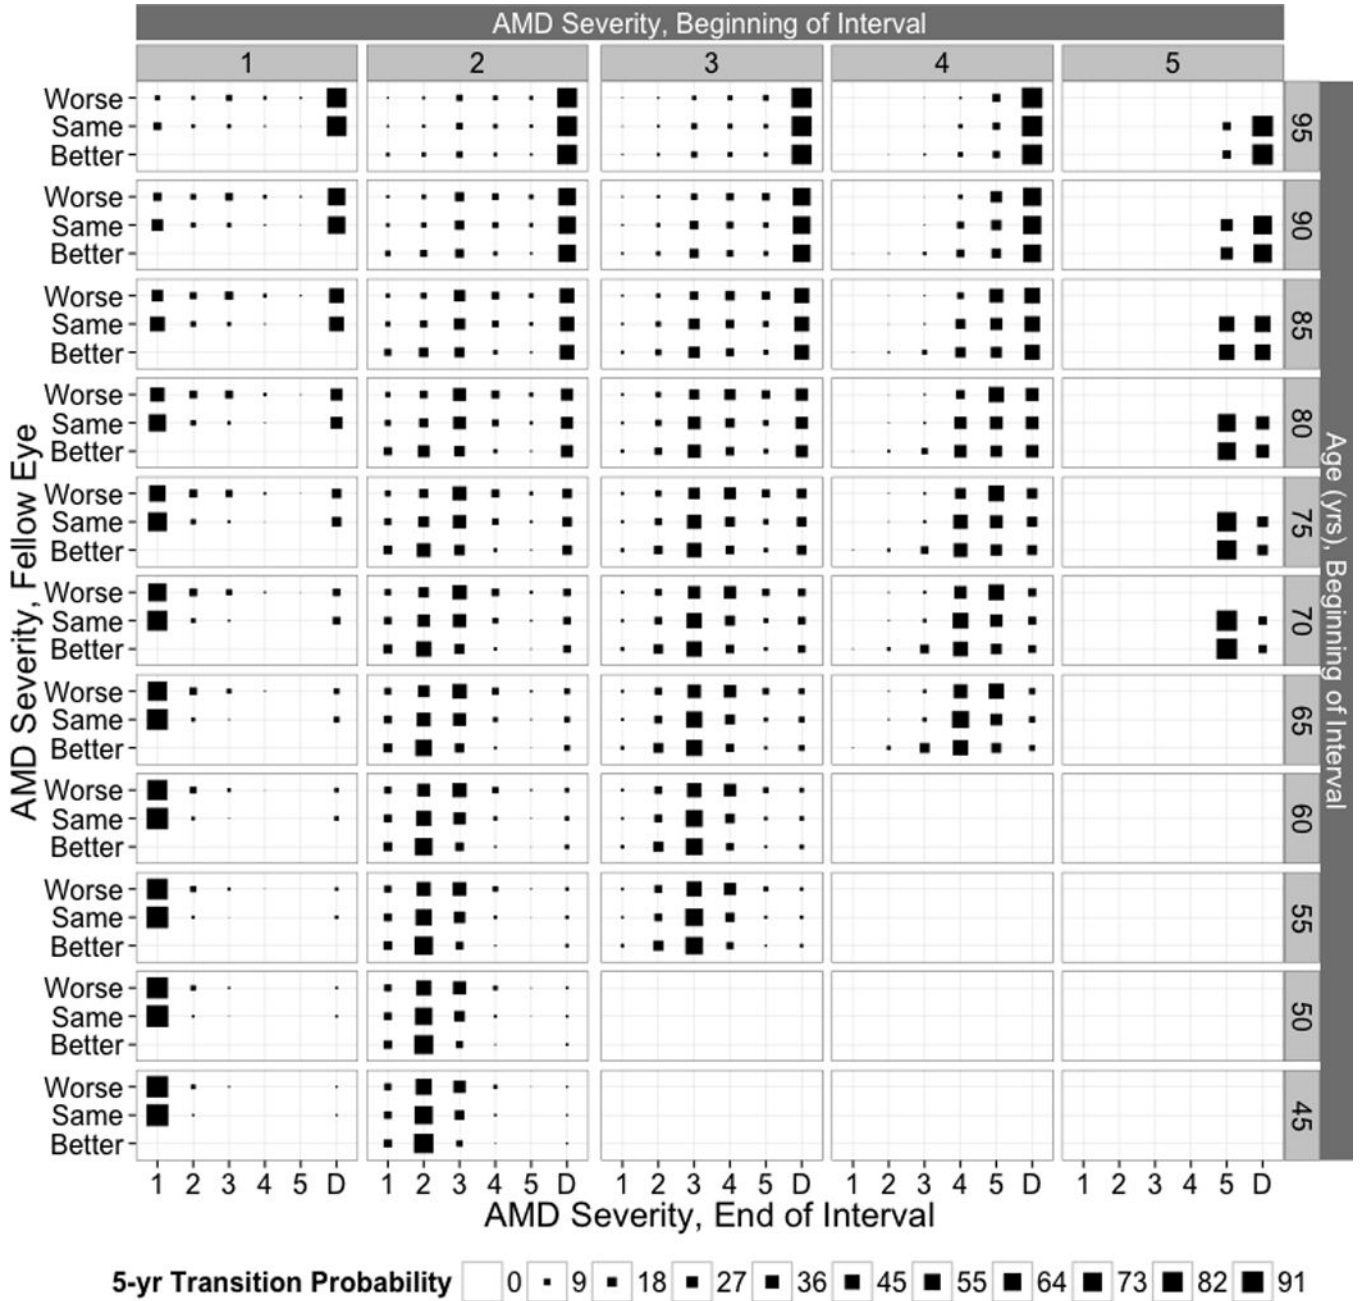 AMD Severity, Beginning of Interval
1 2 3 4 5
AMD Severity, Fellow Eye
Age (yrs), Beginning of Interval
Worse
Same
Better
95
Worse
Same
Better
90
Worse
Same
Better
85
Worse
Same
Better
80
Worse
Same
Better
75
Worse
Same
Better
70
Worse
Same
Better
65
Worse
Same
Better
60
Worse
Same
Better
55
Worse
Same
Better
50
Worse
Same
Better
45
1 2 3 4 5 D 1 2 3 4 5 D 1 2 3 4 5 D 1 2 3 4 5 D 1 2 3 4 5 D
AMD Severity, End of Interval
5-yr Transition Probability 0 9 18 27 36 45 55 64 73 82 91